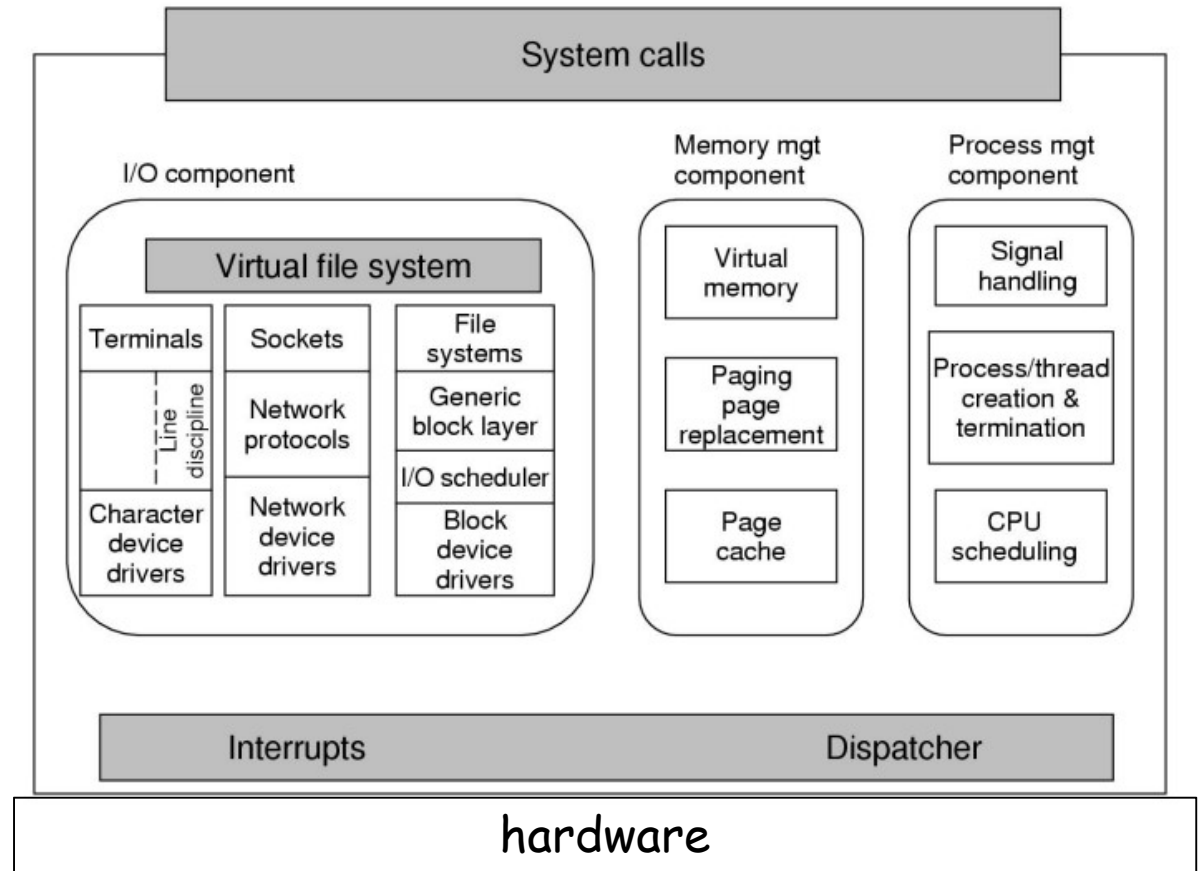 System calls
I/O component
Memory mgt
component
Process mgt
component
Virtual file system
Terminals
Line
discipline
Character
device
drivers
Sockets
Network
protocols
Network
device
drivers
File
systems
Generic
block layer
I/O scheduler
Block
device
drivers
Virtual
memory
Paging
page
replacement
Page
cache
Signal
handling
Process/thread
creation &
termination
CPU
scheduling
Interrupts
Dispatcher
hardware